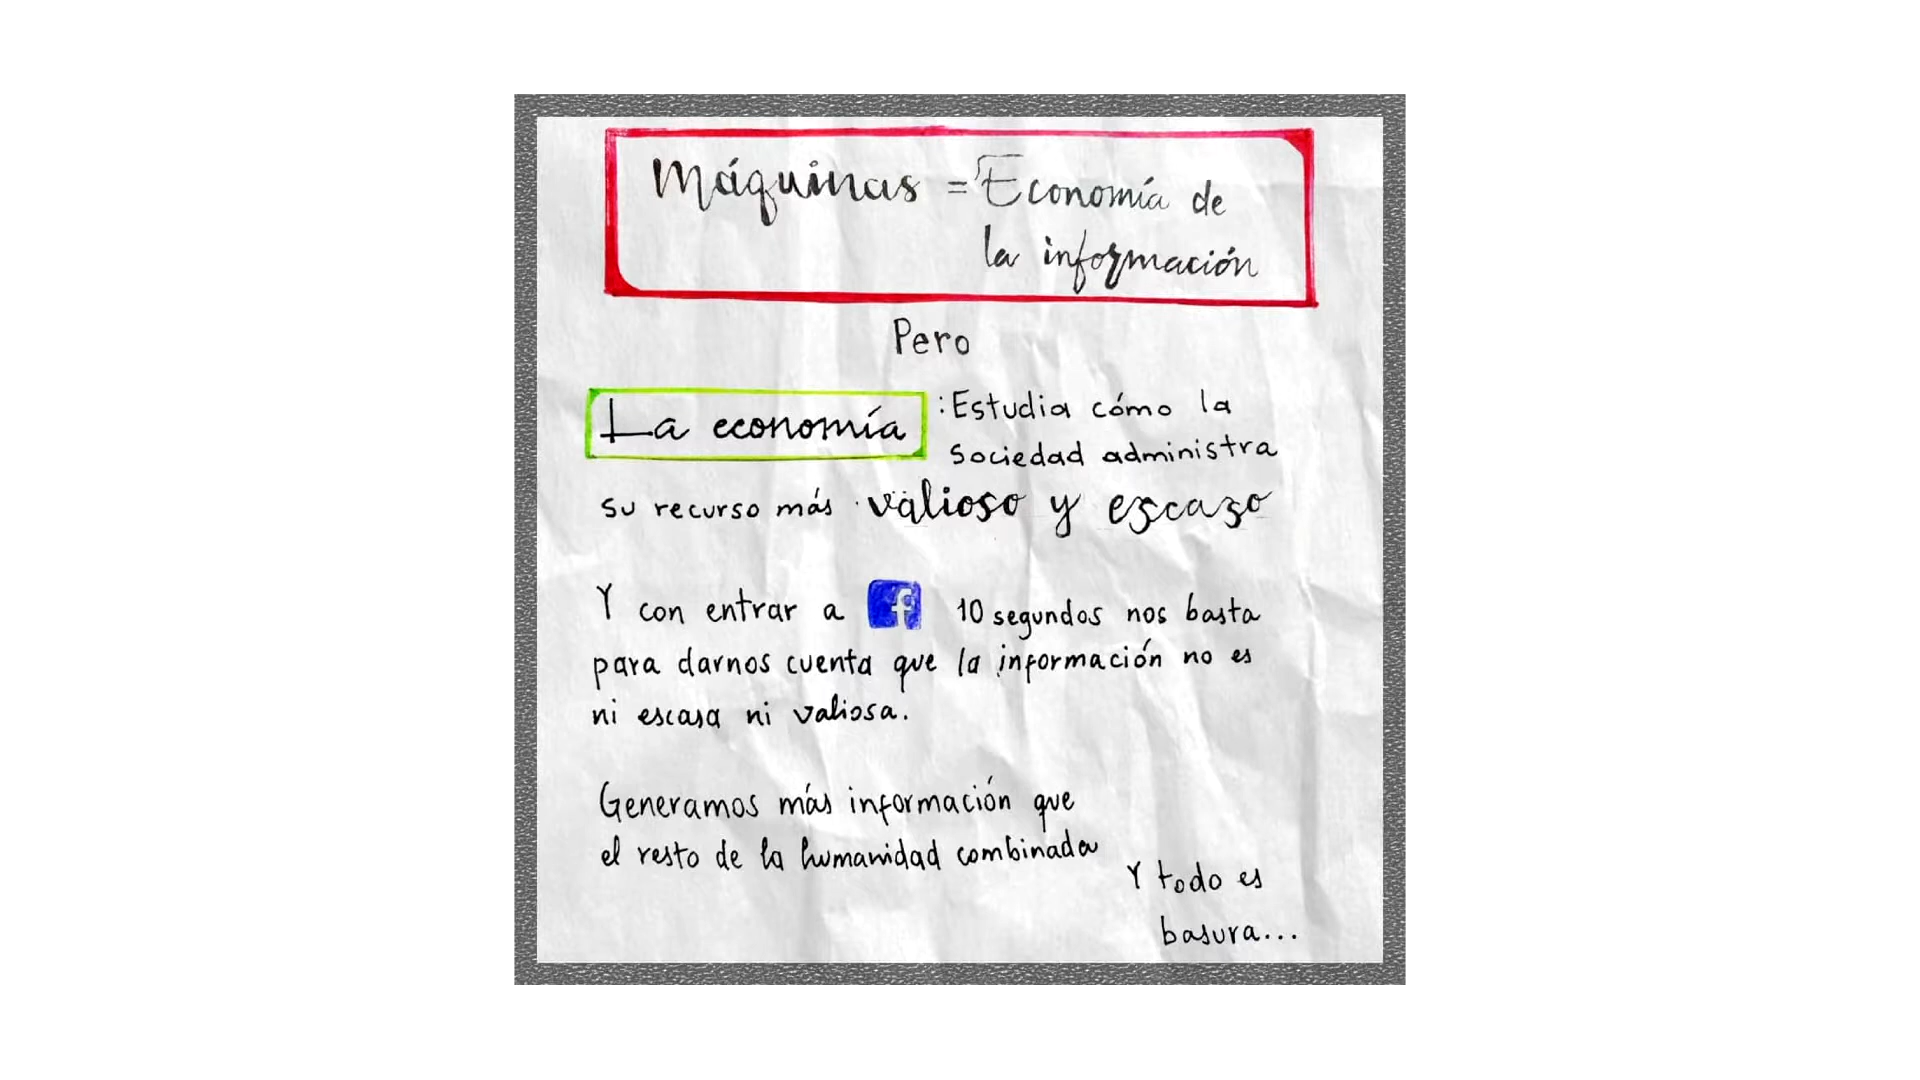 Máquinas = Economía de
la información
Pero
La economía : Estudia cómo la
sociedad administra
su recurso más valioso y escazo
Y con entrar a f 10 segundos nos basta
para darnos cuenta que la información no es
ni escasa ni valiosa.
Generamos más información que
el resto de la humanidad combinada
Y todo es
basura...